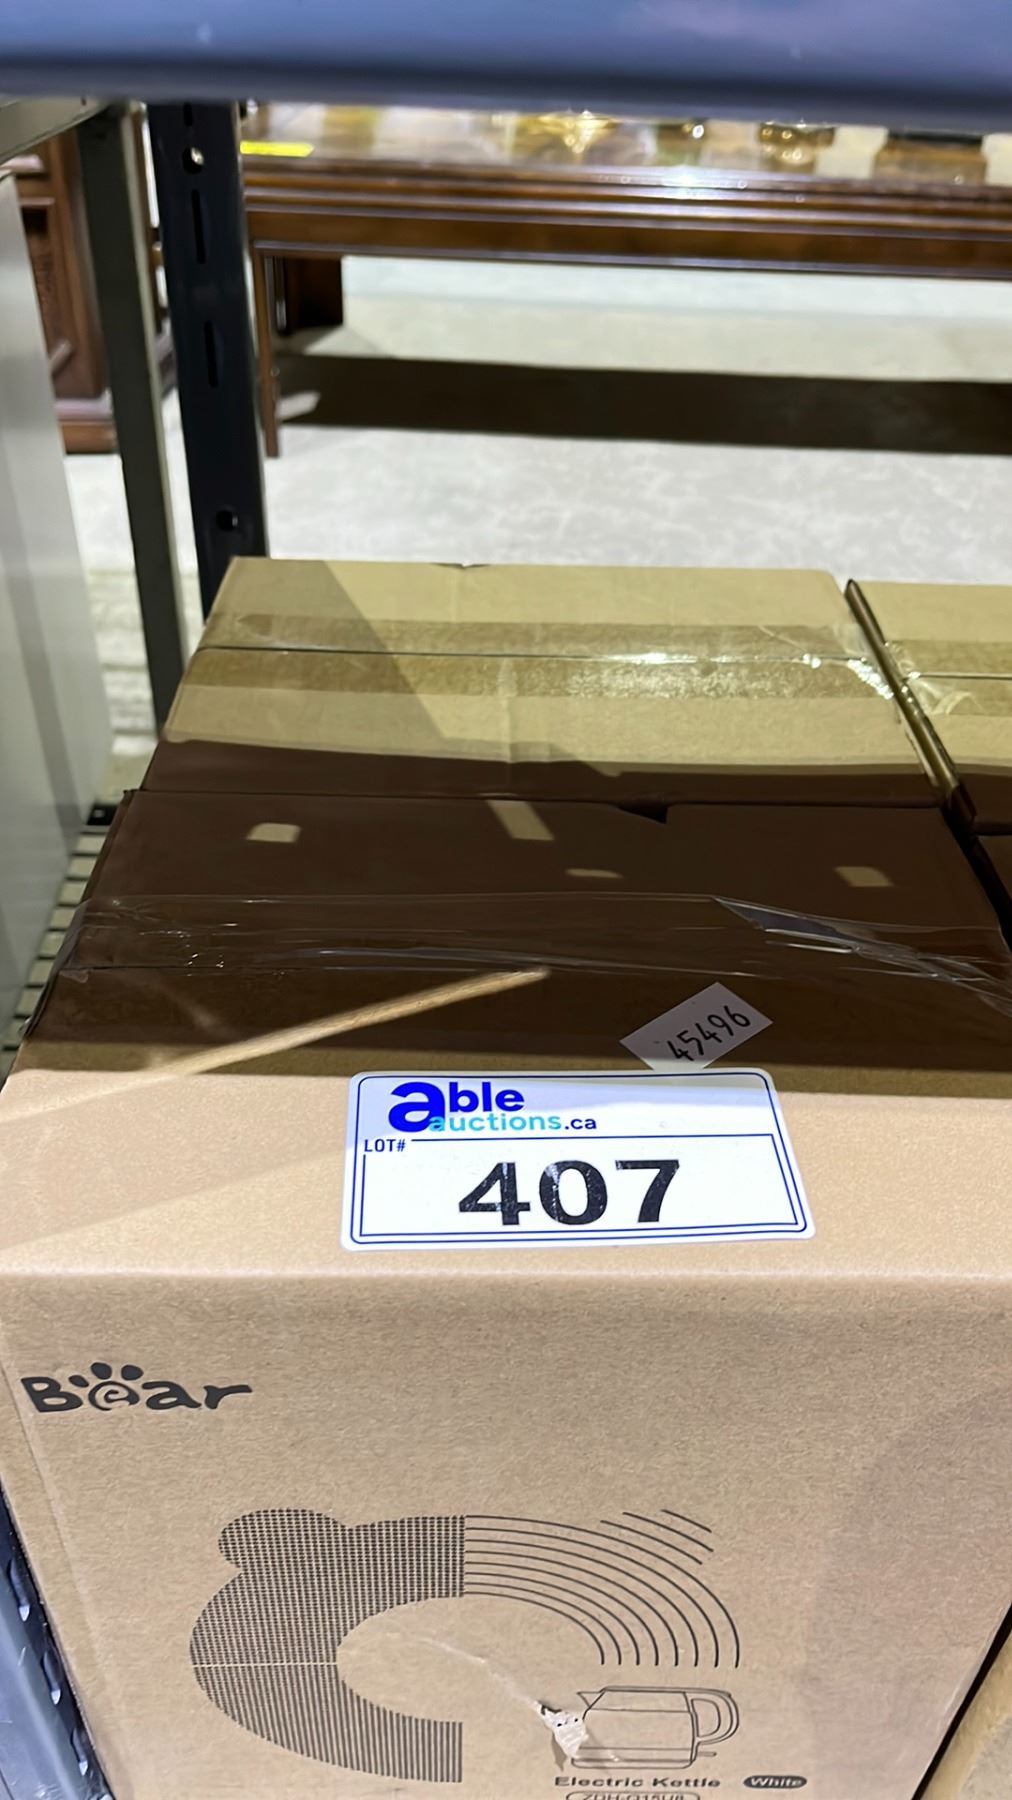 45496
able
auctions.ca
LOT#
407
Bear
Electric Kettle White